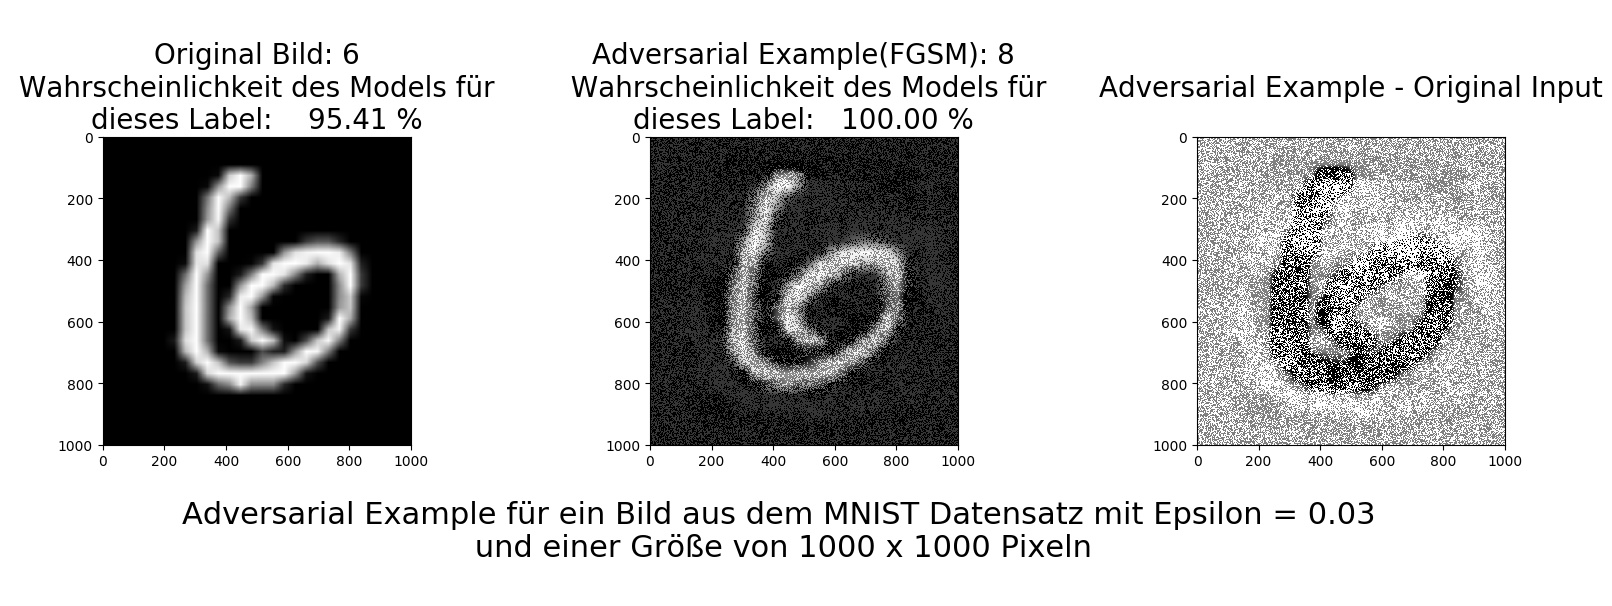 Original Bild: 6
Wahrscheinlichkeit des Models für
dieses Label: 95.41 %
0
200
400
600
800
1000
0 200 400 600 800 1000
Adversarial Example(FGSM): 8
Wahrscheinlichkeit des Models für
dieses Label: 100.00 %
0
200
400
600
800
1000
0 200 400 600 800 1000
Adversarial Example - Original Input
0
200
400
600
800
1000
0 200 400 600 800 1000
Adversarial Example für ein Bild aus dem MNIST Datensatz mit Epsilon = 0.03
und einer Größe von 1000 x 1000 Pixeln